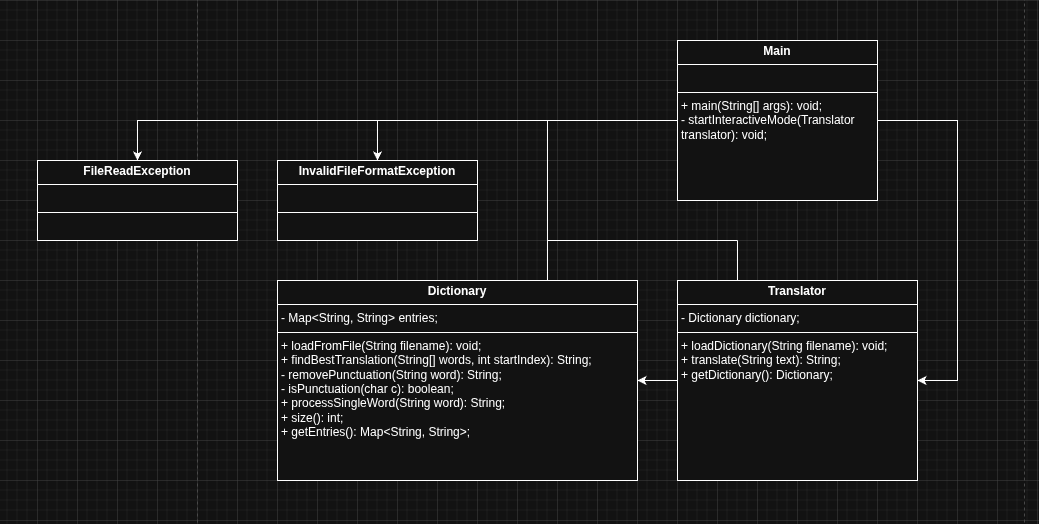 Main
+ main(String[] args): void;
- startInteractiveMode(Translator
translator): void;
FileReadException
InvalidFileFormatException
Dictionary
- Map<String, String> entries;
+ loadFromFile(String filename): void;
+ findBestTranslation(String[] words, int startIndex): String;
- removePunctuation(String word): String;
- isPunctuation(char c): boolean;
+ processSingleWord(String word): String;
+ size(): int;
+ getEntries(): Map<String, String>;
Translator
- Dictionary dictionary;
+ loadDictionary(String filename): void;
+ translate(String text): String;
+ getDictionary(): Dictionary;